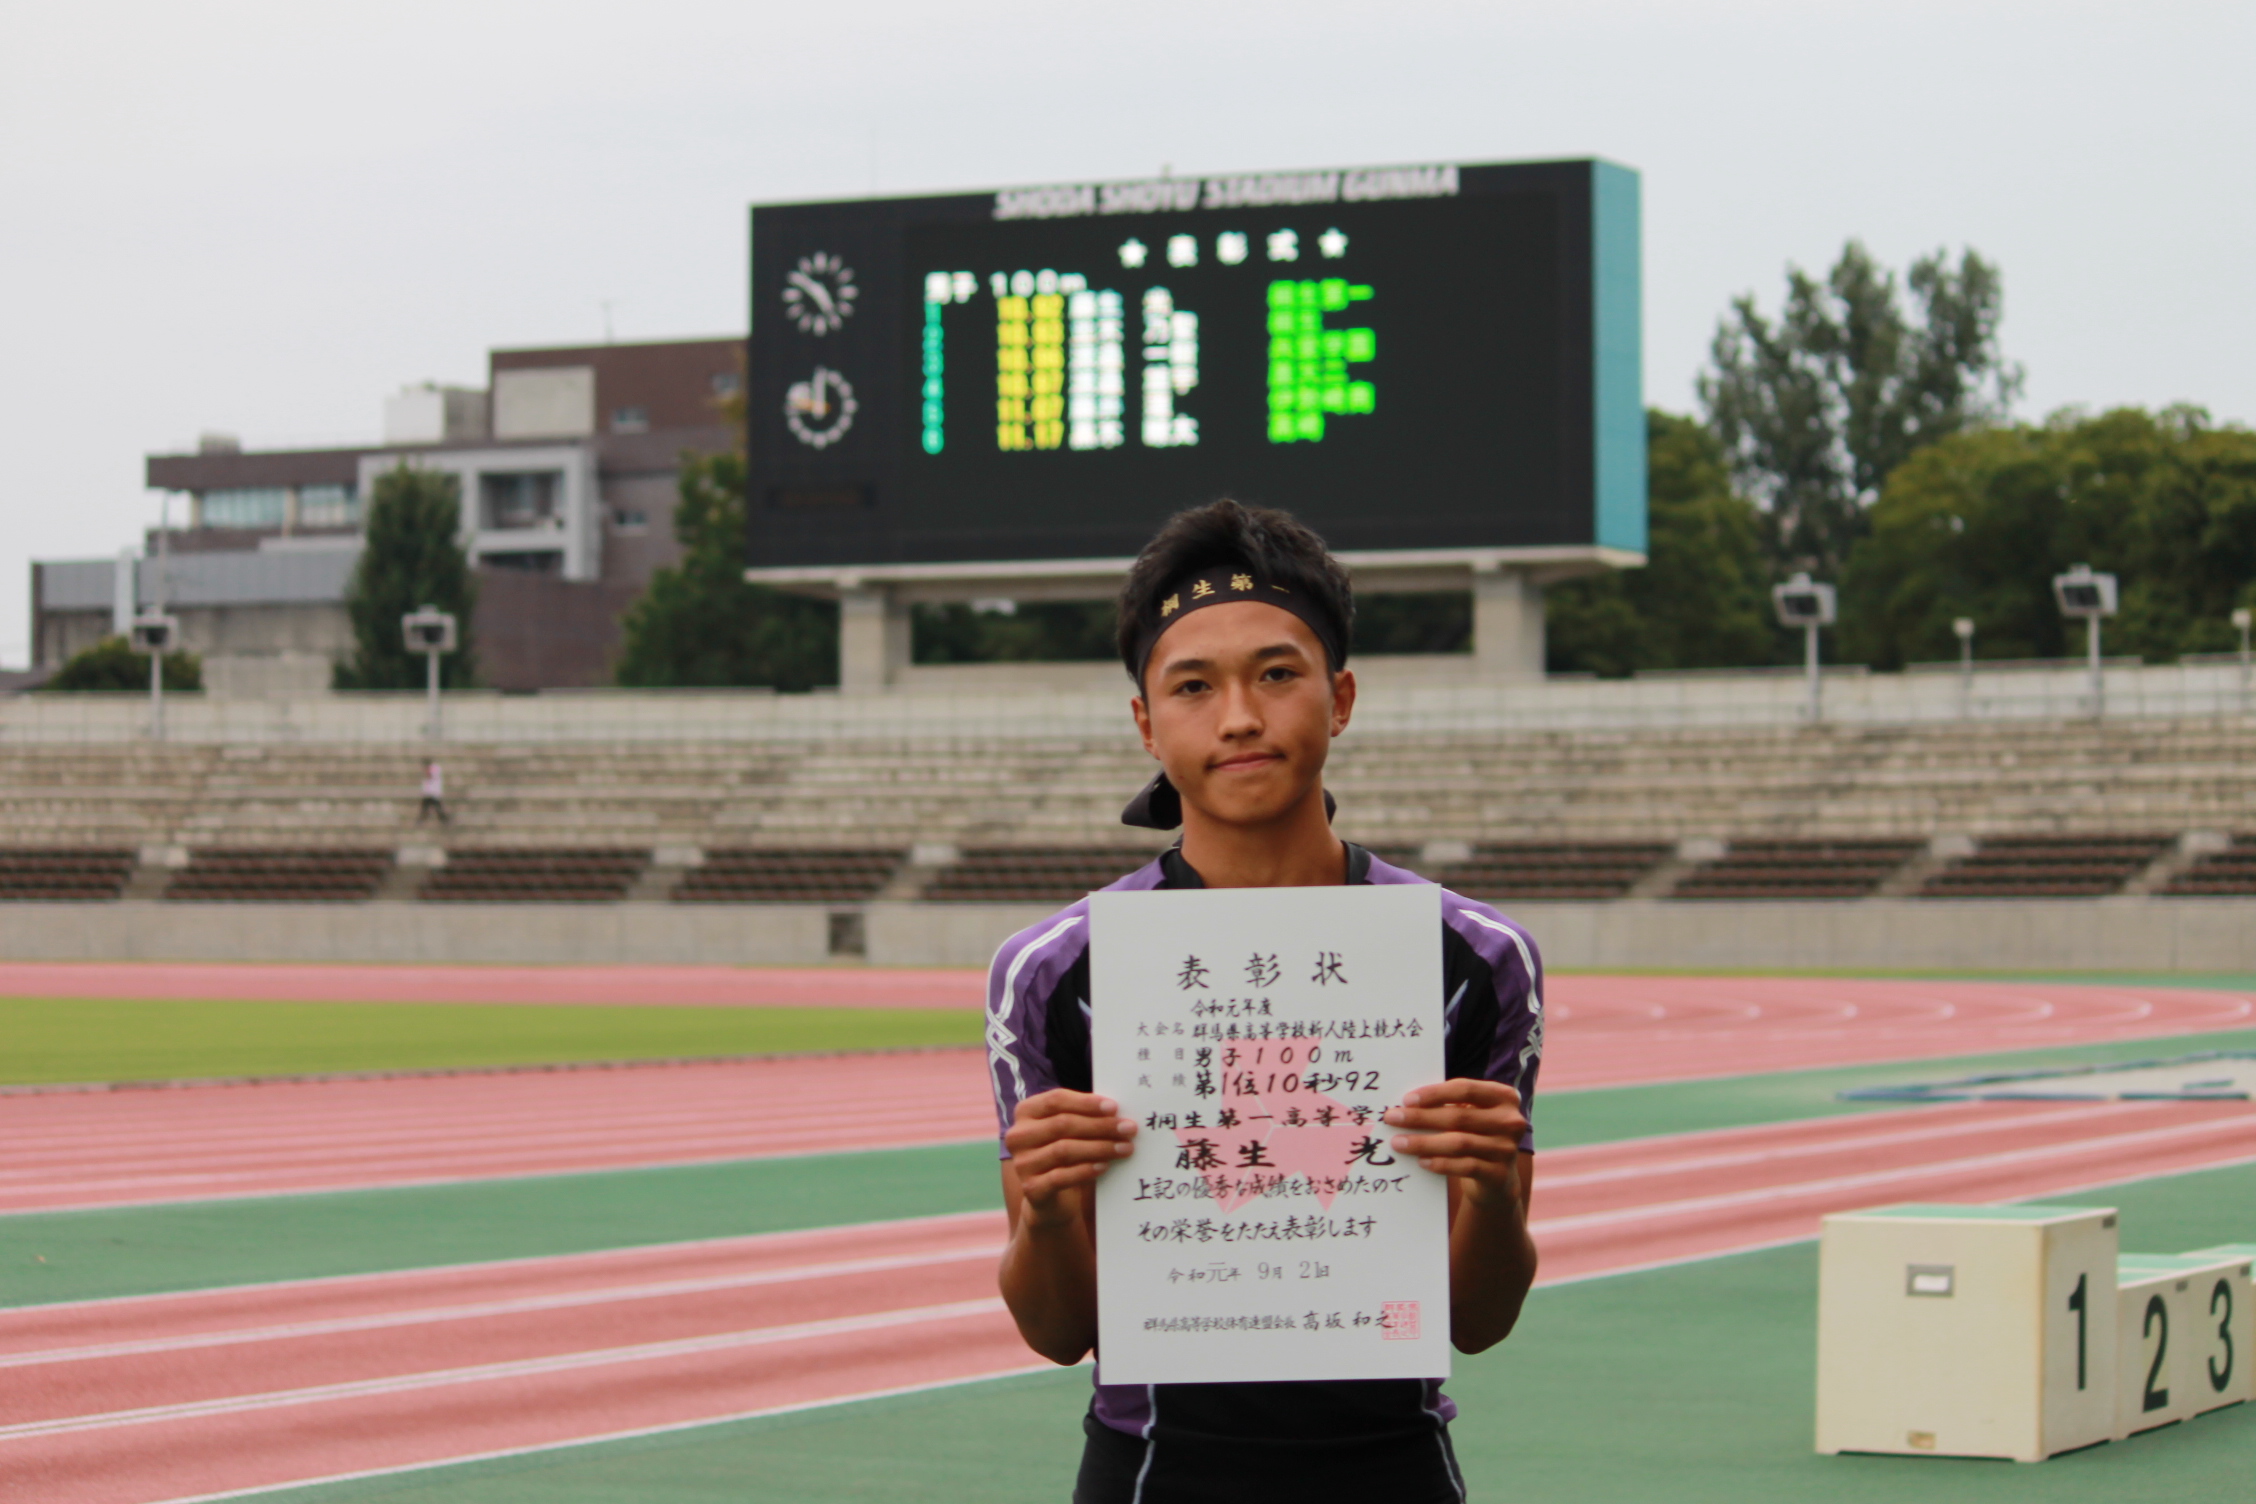 SHODA SHOYU STADIUM GUNMA
★表彰式★
男子 100m
桐生第一
表彰状
令和元年度
大会名 群馬県高等学校新人陸上競技大会
種目 男子100m
成績 第1位10秒92
桐生第一高等学校
藤生 光
上記の優秀な成績をおさめたので
その栄誉をたたえ表彰します
令和元年 9月 21日
群馬県高等学校体育連盟会長 高坂和之
1
2
3